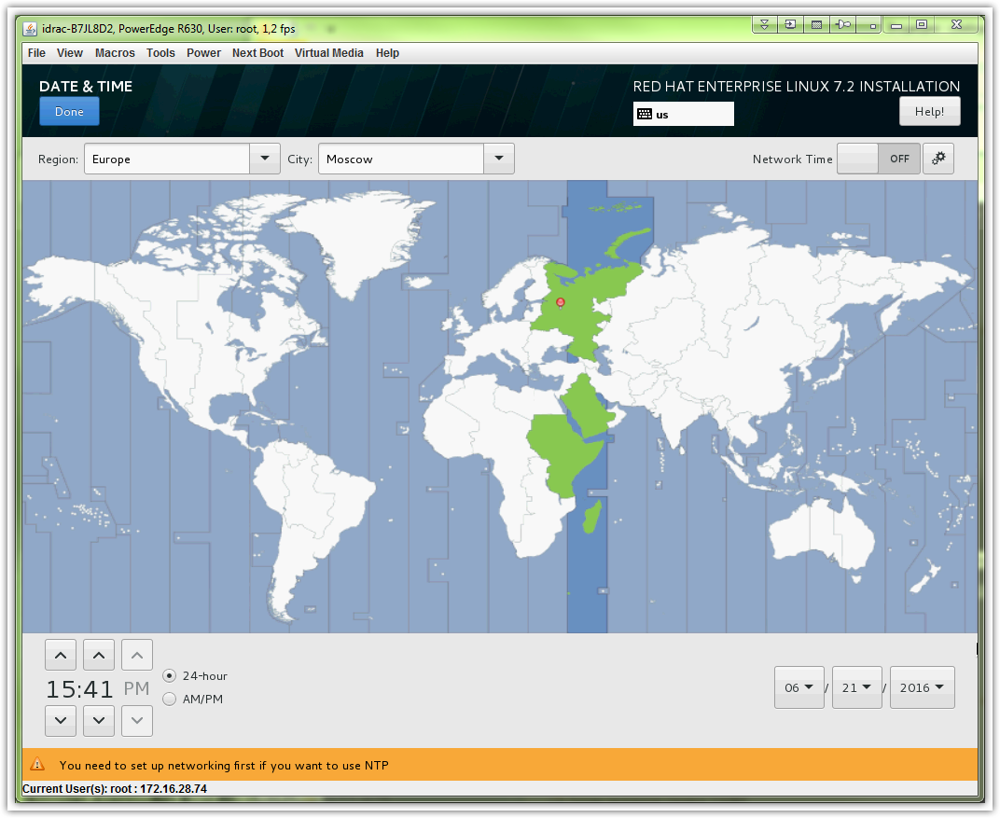 idrac-B7JL8D2, PowerEdge R630, User: root, 1,2 fps
File View Macros Tools Power Next Boot Virtual Media Help
DATE & TIME
RED HAT ENTERPRISE LINUX 7.2 INSTALLATION
Done
us
Help!
Region: Europe City: Moscow Network Time OFF
15:41 PM
24-hour
AM/PM
06 / 21 / 2016
You need to set up networking first if you want to use NTP
Current User(s): root : 172.16.28.74